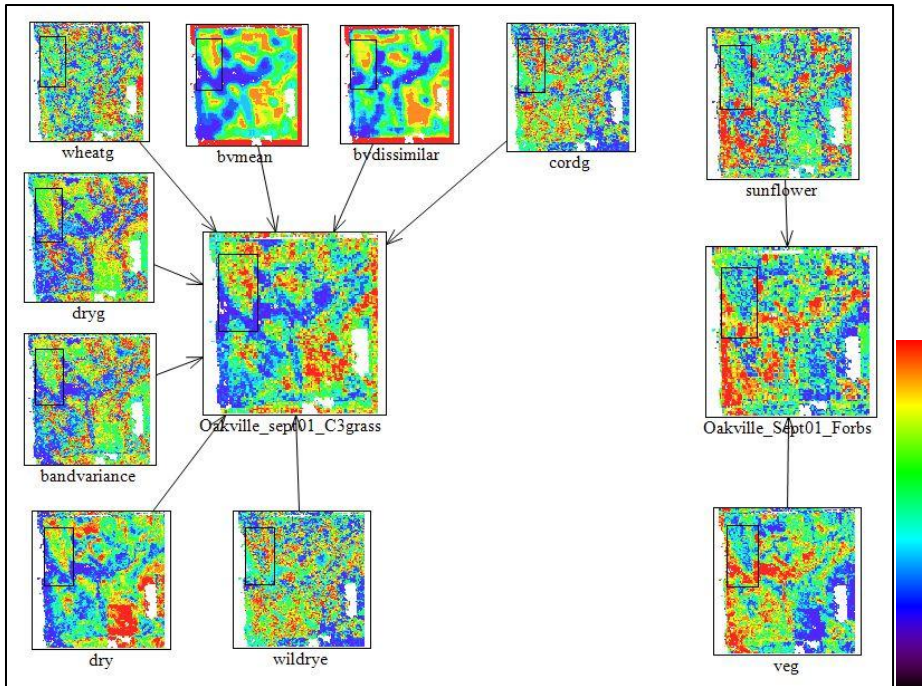 wheatg
bvmean
bvdissimilar
cordg
sunflower
dryg
Oakville_sept01_C3grass
Oakville_Sept01_Forbs
bandvariance
dry
wildrye
veg